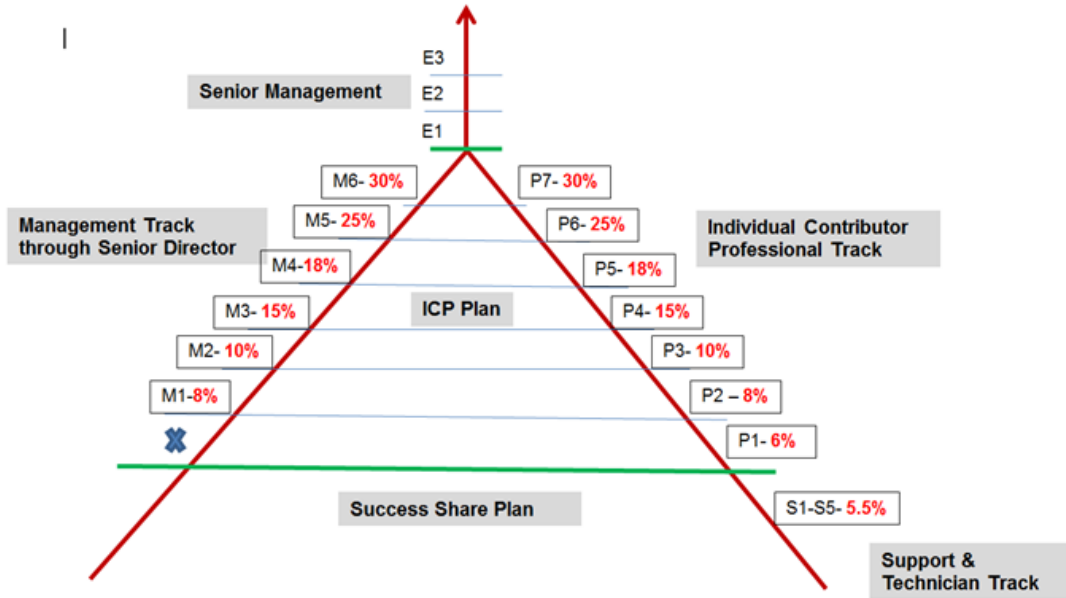 E3
Senior Management
E2
E1
M6- 30%
P7- 30%
Management Track
through Senior Director
M5- 25%
P6- 25%
Individual Contributor
Professional Track
M4-18%
P5- 18%
M3- 15%
ICP Plan
P4- 15%
M2- 10%
P3- 10%
M1-8%
P2 – 8%
P1- 6%
Success Share Plan
S1-S5- 5.5%
Support &
Technician Track